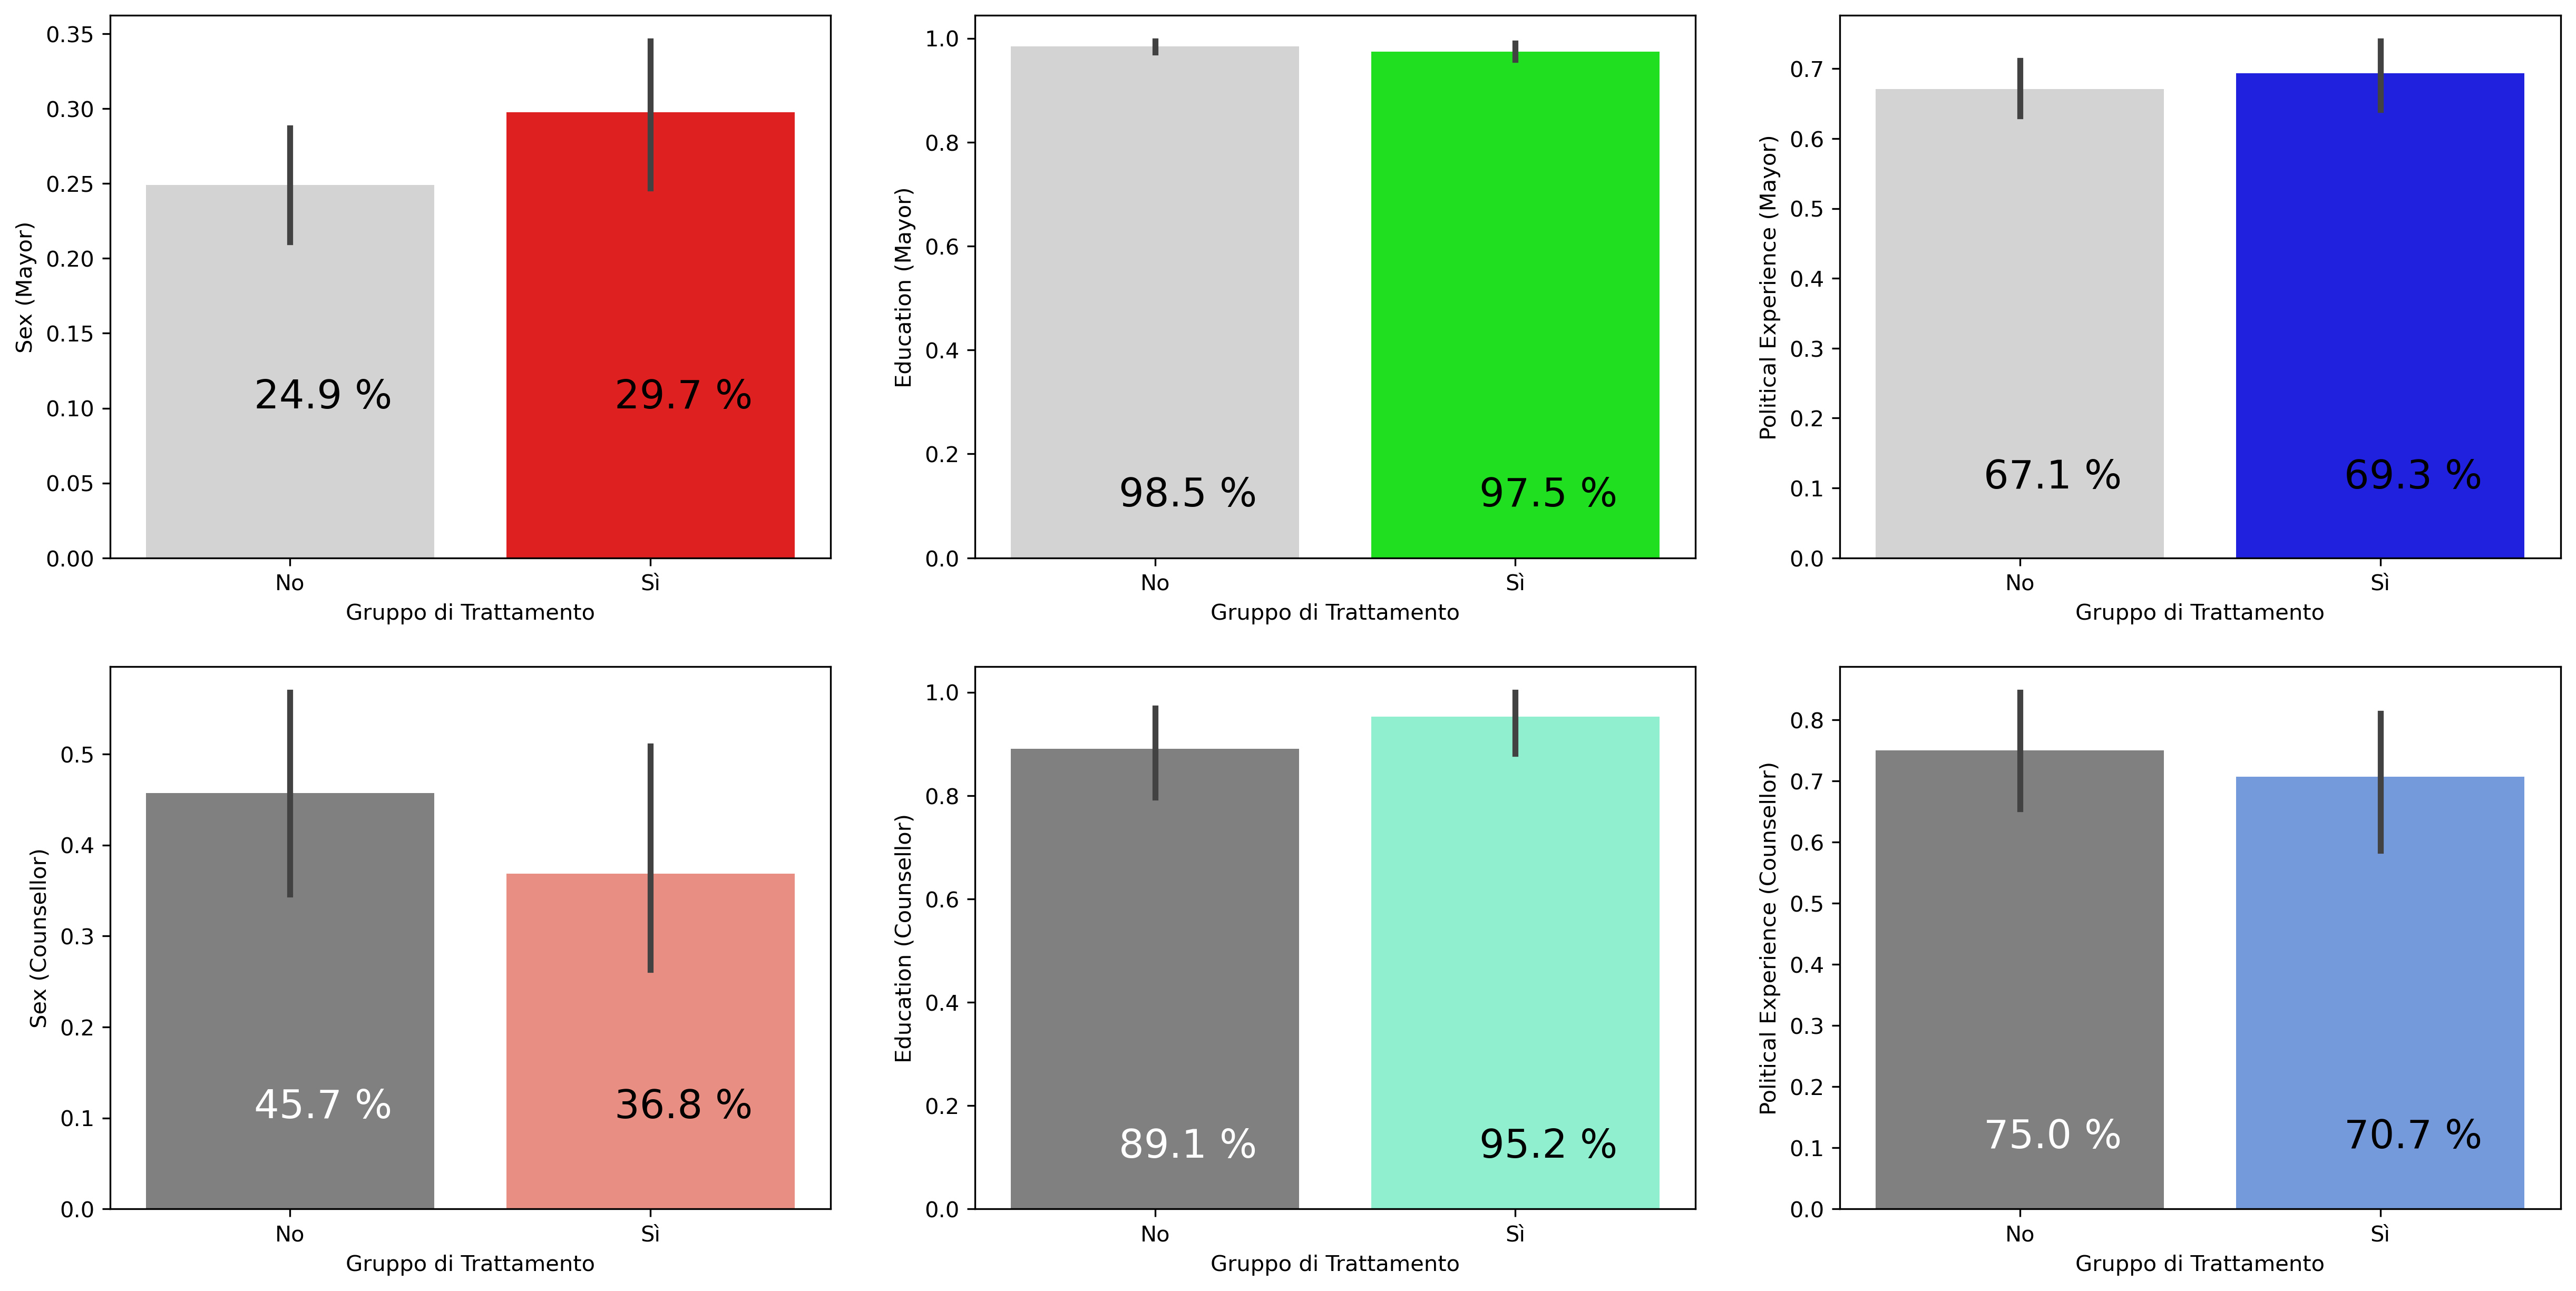 Sex (Mayor)
0.35
0.30
0.25
0.20
0.15
0.10
0.05
0.00
24.9 %
29.7 %
No
Sì
Gruppo di Trattamento
Education (Mayor)
1.0
0.8
0.6
0.4
0.2
0.0
98.5 %
97.5 %
No
Sì
Gruppo di Trattamento
Political Experience (Mayor)
0.7
0.6
0.5
0.4
0.3
0.2
0.1
0.0
67.1 %
69.3 %
No
Sì
Gruppo di Trattamento
Sex (Counsellor)
0.5
0.4
0.3
0.2
0.1
0.0
45.7 %
36.8 %
No
Sì
Gruppo di Trattamento
Education (Counsellor)
1.0
0.8
0.6
0.4
0.2
0.0
89.1 %
95.2 %
No
Sì
Gruppo di Trattamento
Political Experience (Counsellor)
0.8
0.7
0.6
0.5
0.4
0.3
0.2
0.1
0.0
75.0 %
70.7 %
No
Sì
Gruppo di Trattamento